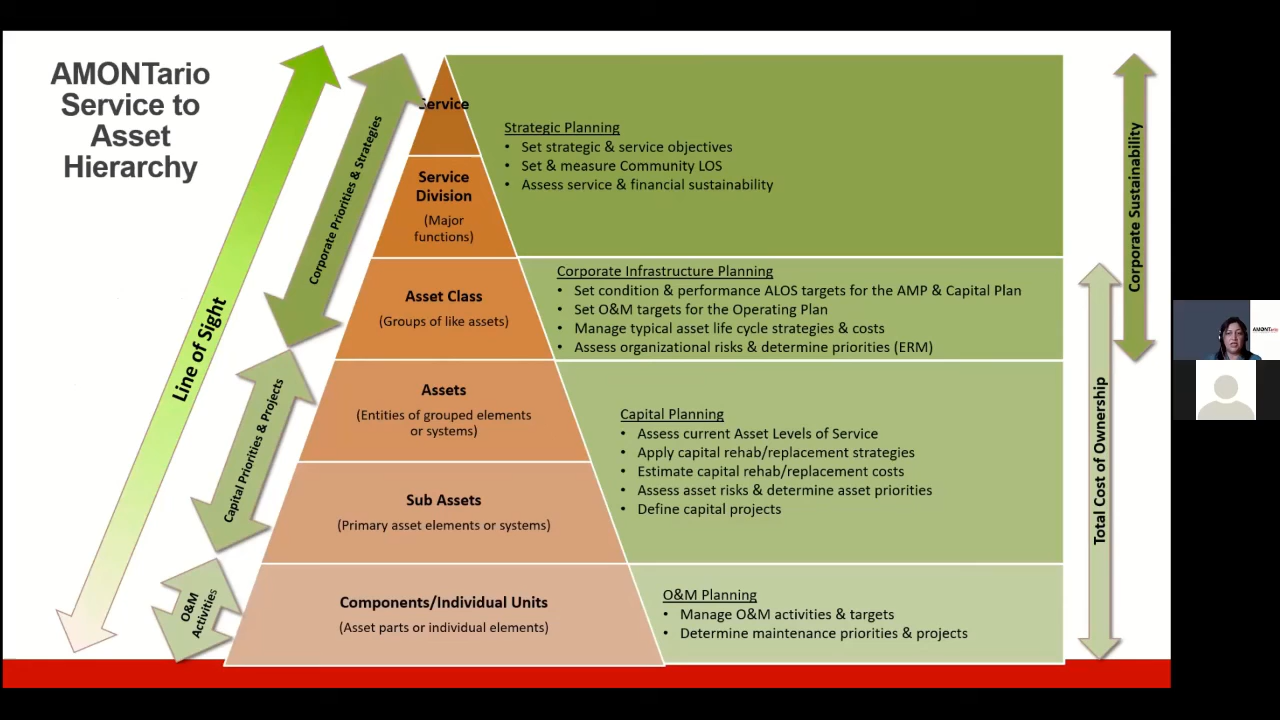 AMONTario
Service to
Asset
Hierarchy
Line of Sight
Corporate Priorities & Strategies
Capital Priorities & Projects
O&M
Activities
Service
Service
Division
(Major
functions)
Asset Class
(Groups of like assets)
Assets
(Entities of grouped elements
or systems)
Sub Assets
(Primary asset elements or systems)
Components/Individual Units
(Asset parts or individual elements)
Strategic Planning
• Set strategic & service objectives
• Set & measure Community LOS
• Assess service & financial sustainability
Corporate Infrastructure Planning
• Set condition & performance ALOS targets for the AMP & Capital Plan
• Set O&M targets for the Operating Plan
• Manage typical asset life cycle strategies & costs
• Assess organizational risks & determine priorities (ERM)
Capital Planning
• Assess current Asset Levels of Service
• Apply capital rehab/replacement strategies
• Estimate capital rehab/replacement costs
• Assess asset risks & determine asset priorities
• Define capital projects
O&M Planning
• Manage O&M activities & targets
• Determine maintenance priorities & projects
Corporate Sustainability
Total Cost of Ownership
AMONTario